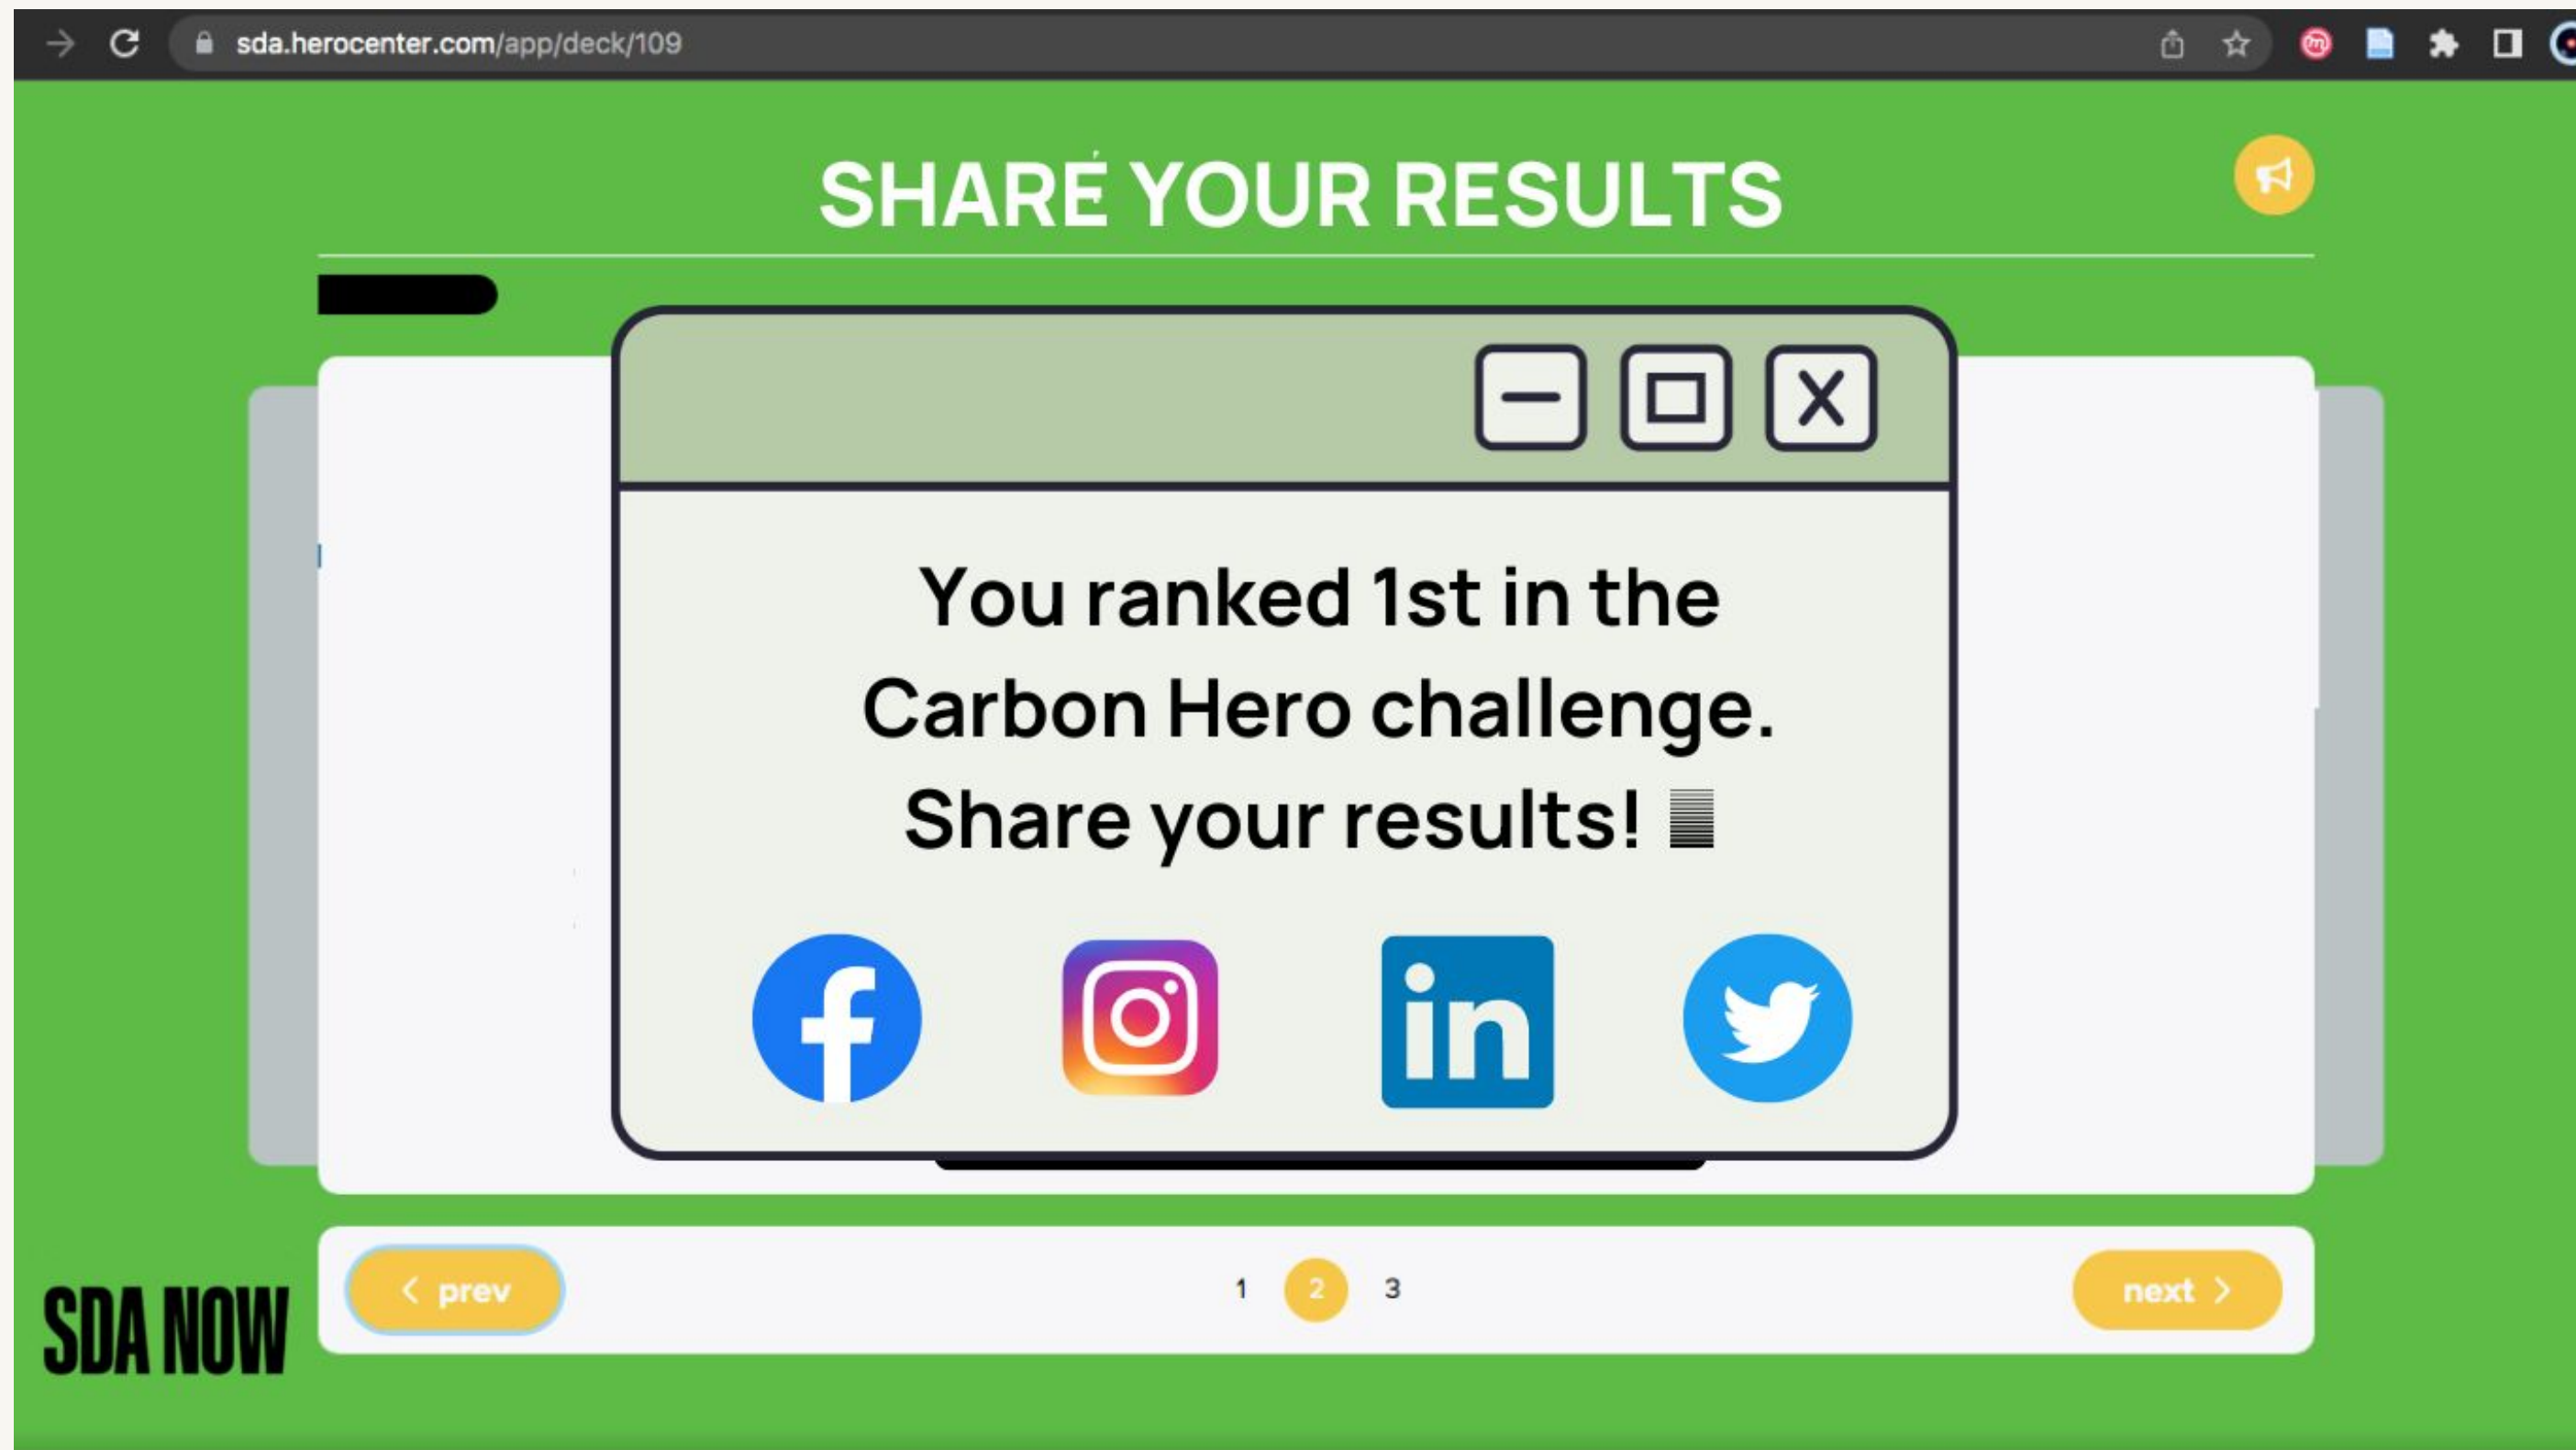 sda.herocenter.com/app/deck/109
SHARE YOUR RESULTS
You ranked 1st in the
Carbon Hero challenge.
Share your results!
f
in
< prev
1 2 3
next >
SDA NOW